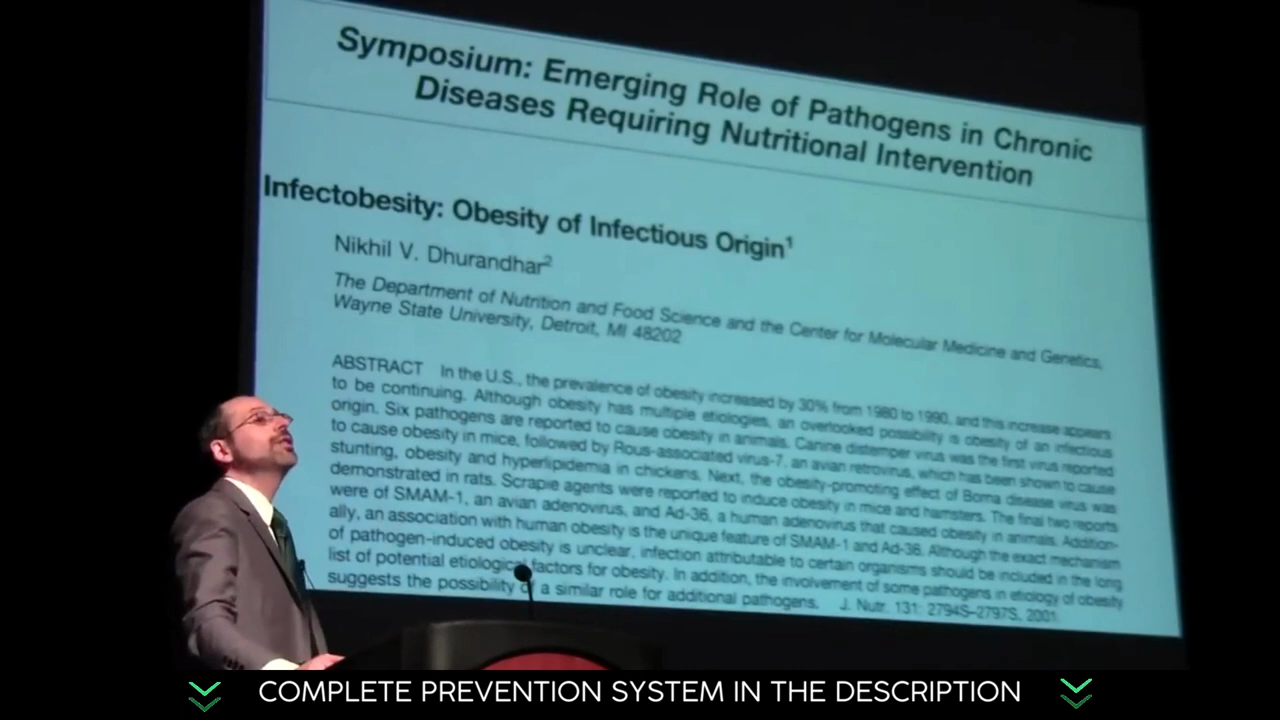 Symposium: Emerging Role of Pathogens in Chronic
Diseases Requiring Nutritional Intervention
Infectobesity: Obesity of Infectious Origin¹
Nikhil V. Dhurandhar²
The Department of Nutrition and Food Science and the Center for Molecular Medicine and Genetics,
Wayne State University, Detroit, MI 48202
ABSTRACT In the U.S., the prevalence of obesity increased by 30% from 1980 to 1990, and this increase appears
to be continuing. Although obesity has multiple etiologies, an overlooked possibility is obesity of an infectious
origin. Six pathogens are reported to cause obesity in animals. Canine distemper virus was the first virus reported
to cause obesity in mice, followed by Rous-associated virus-7, an avian retrovirus, which has been shown to cause
stunting, obesity and hyperlipidemia in chickens. Next, the obesity-promoting effect of Borna disease virus was
demonstrated in rats. Scrapie agents were reported to induce obesity in mice and hamsters. The final two reports
were of SMAM-1, an avian adenovirus, and Ad-36, a human adenovirus that caused obesity in animals. Addition-
ally, an association with human obesity is the unique feature of SMAM-1 and Ad-36. Although the exact mechanism
of pathogen-induced obesity is unclear, infection attributable to certain organisms should be included in the long
list of potential etiological factors for obesity. In addition, the involvement of some pathogens in etiology of obesity
suggests the possibility of a similar role for additional pathogens. J. Nutr. 131: 2794S–2797S, 2001.
COMPLETE PREVENTION SYSTEM IN THE DESCRIPTION